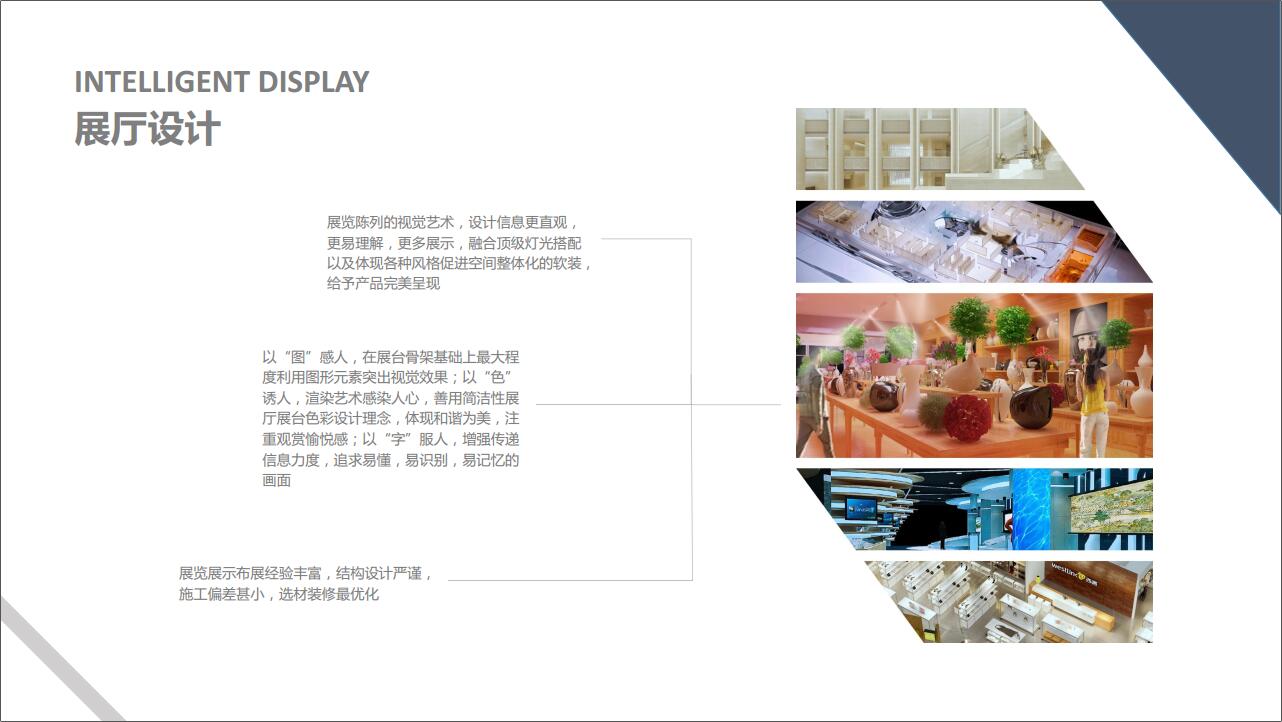 INTELLIGENT DISPLAY
展厅设计
展览陈列的视觉艺术，设计信息更直观，
更易理解，更多展示，融合顶级灯光搭配
以及体现各种风格促进空间整体化的软装，
给予产品完美呈现
以“图”感人，在展台骨架基础上最大程
度利用图形元素突出视觉效果；以“色”
诱人，渲染艺术感染人心，善用简洁性展
厅展台色彩设计理念，体现和谐为美，注
重观赏愉悦感；以“字”服人，增强传递
信息力度，追求易懂，易识别，易记忆的
画面
展览展示布展经验丰富，结构设计严谨，
施工偏差甚小，选材装修最优化
westlink